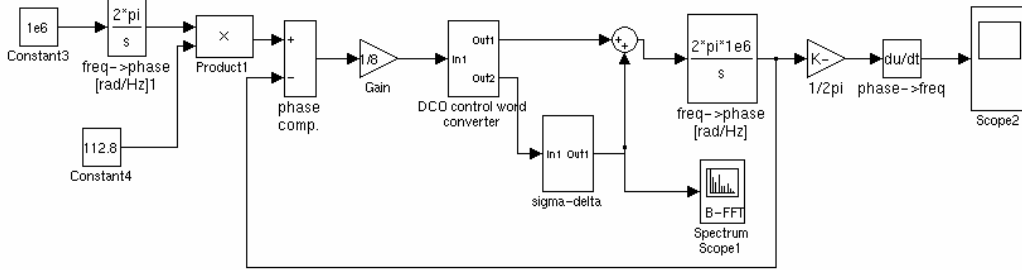 1e6
Constant3
2*pi
s
freq->phase
[rad/Hz]1
×
Product1
112.8
Constant4
+
−
phase
comp.
1/8
Gain
In1
Out1
Out2
DCO control word
converter
In1 Out1
sigma-delta
+
+
2*pi*1e6
s
freq->phase
[rad/Hz]
B-FFT
Spectrum
Scope1
K-
1/2pi
du/dt
phase->freq
Scope2